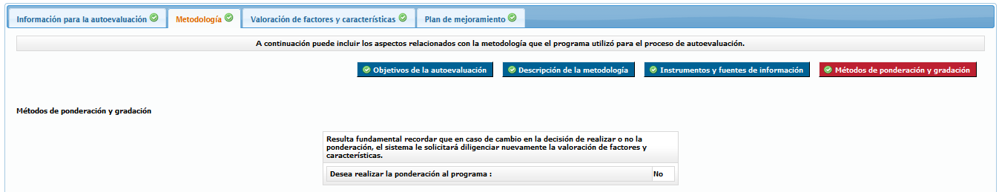 Información para la autoevaluación
Metodología
Valoración de factores y características
Plan de mejoramiento
A continuación puede incluir los aspectos relacionados con la metodología que el programa utilizó para el proceso de autoevaluación.
Objetivos de la autoevaluación
Descripción de la metodología
Instrumentos y fuentes de información
Métodos de ponderación y gradación
Métodos de ponderación y gradación
Resulta fundamental recordar que en caso de cambio en la decisión de realizar o no la
ponderación, el sistema le solicitará diligenciar nuevamente la valoración de factores y
características.
Desea realizar la ponderación al programa : No